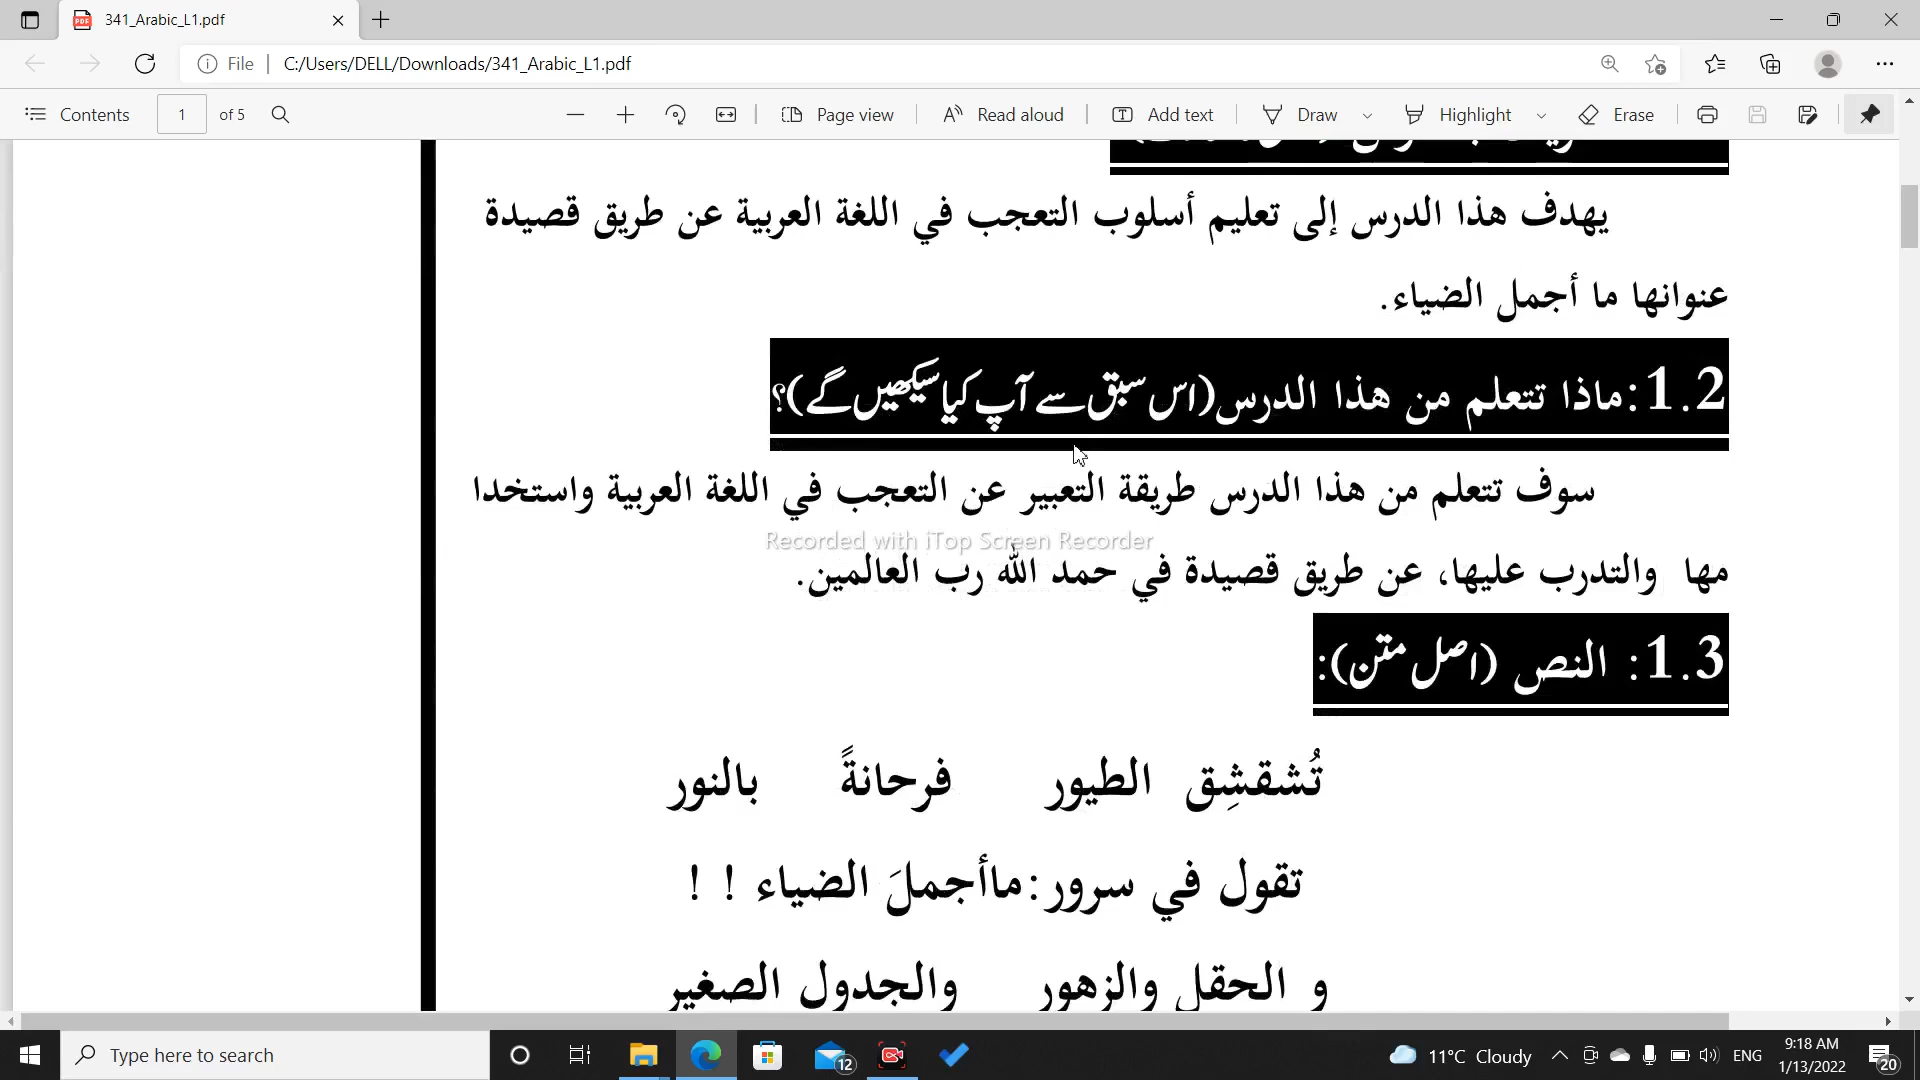 341_Arabic_L1.pdf
File C:/Users/DELL/Downloads/341_Arabic_L1.pdf
Contents 1 of 5 Page view Read aloud Add text Draw Highlight Erase
يهدف هذا الدرس إلى تعليم أسلوب التعجب في اللغة العربية عن طريق قصيدة
عنوانها ما أجمل الضياء.
1.2:ماذا تتعلم من هذا الدرس(اس سبق سے آپ کیا سیکھیں گے)؟
سوف تتعلم من هذا الدرس طريقة التعبير عن التعجب في اللغة العربية واستخدا
Recorded with iTop Screen Recorder
مها والتدرب عليها، عن طريق قصيدة في حمد الله رب العالمين.
1.3: النص (اصل متن):
تُشقشِق الطيور فرحانةً بالنور
تقول في سرور:ماأجملَ الضياء ! !
و الحقل والزهور والجدول الصغير
Type here to search 12 11°C Cloudy ENG 9:18 AM 1/13/2022 20